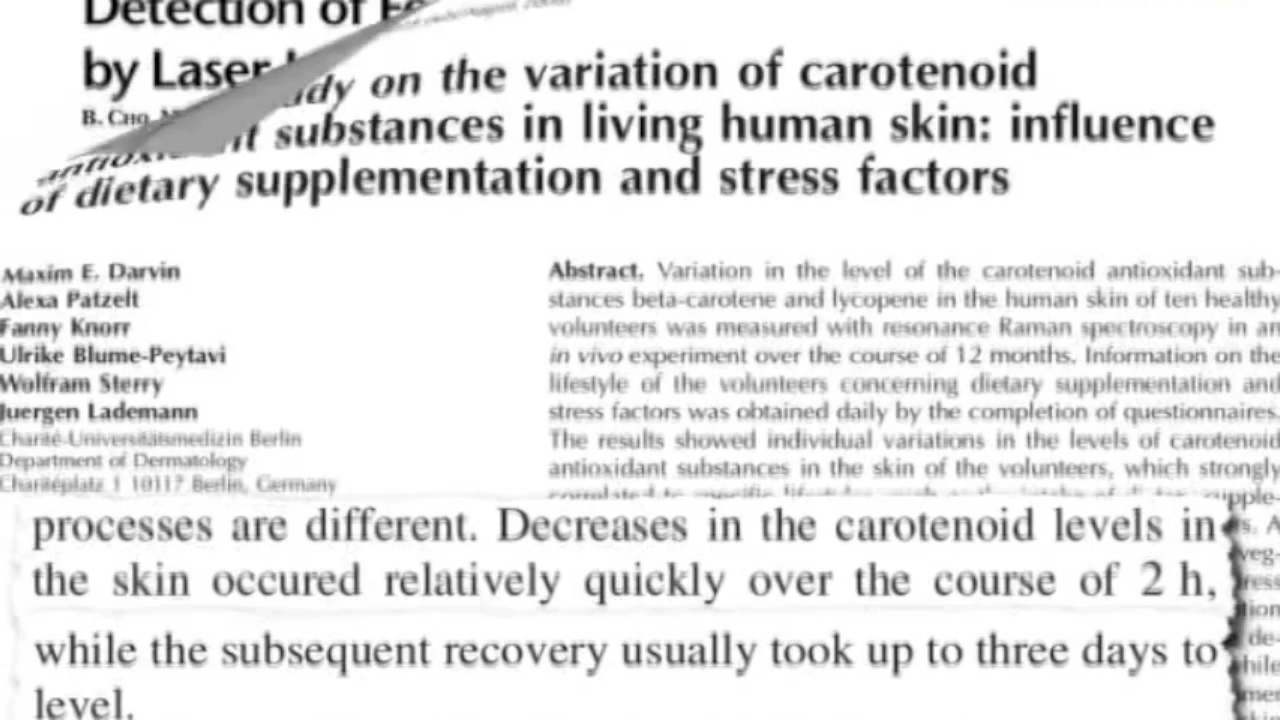 Detection of
by Laser
on the variation of carotenoid
substances in living human skin: influence
of dietary supplementation and stress factors
Maxim E. Darvin
Alexa Patzelt
Fanny Knorr
Ulrike Blume-Peytavi
Wolfram Sterry
Juergen Lademann
Charité-Universitätsmedizin Berlin
Department of Dermatology
Charitéplatz 1 10117 Berlin, Germany
Abstract. Variation in the level of the carotenoid antioxidant sub-
stances beta-carotene and lycopene in the human skin of ten healthy
volunteers was measured with resonance Raman spectroscopy in an
in vivo experiment over the course of 12 months. Information on the
lifestyle of the volunteers concerning dietary supplementation and
stress factors was obtained daily by the completion of questionnaires.
The results showed individual variations in the levels of carotenoid
antioxidant substances in the skin of the volunteers, which strongly
processes are different. Decreases in the carotenoid levels in
the skin occured relatively quickly over the course of 2 h,
while the subsequent recovery usually took up to three days to
level.